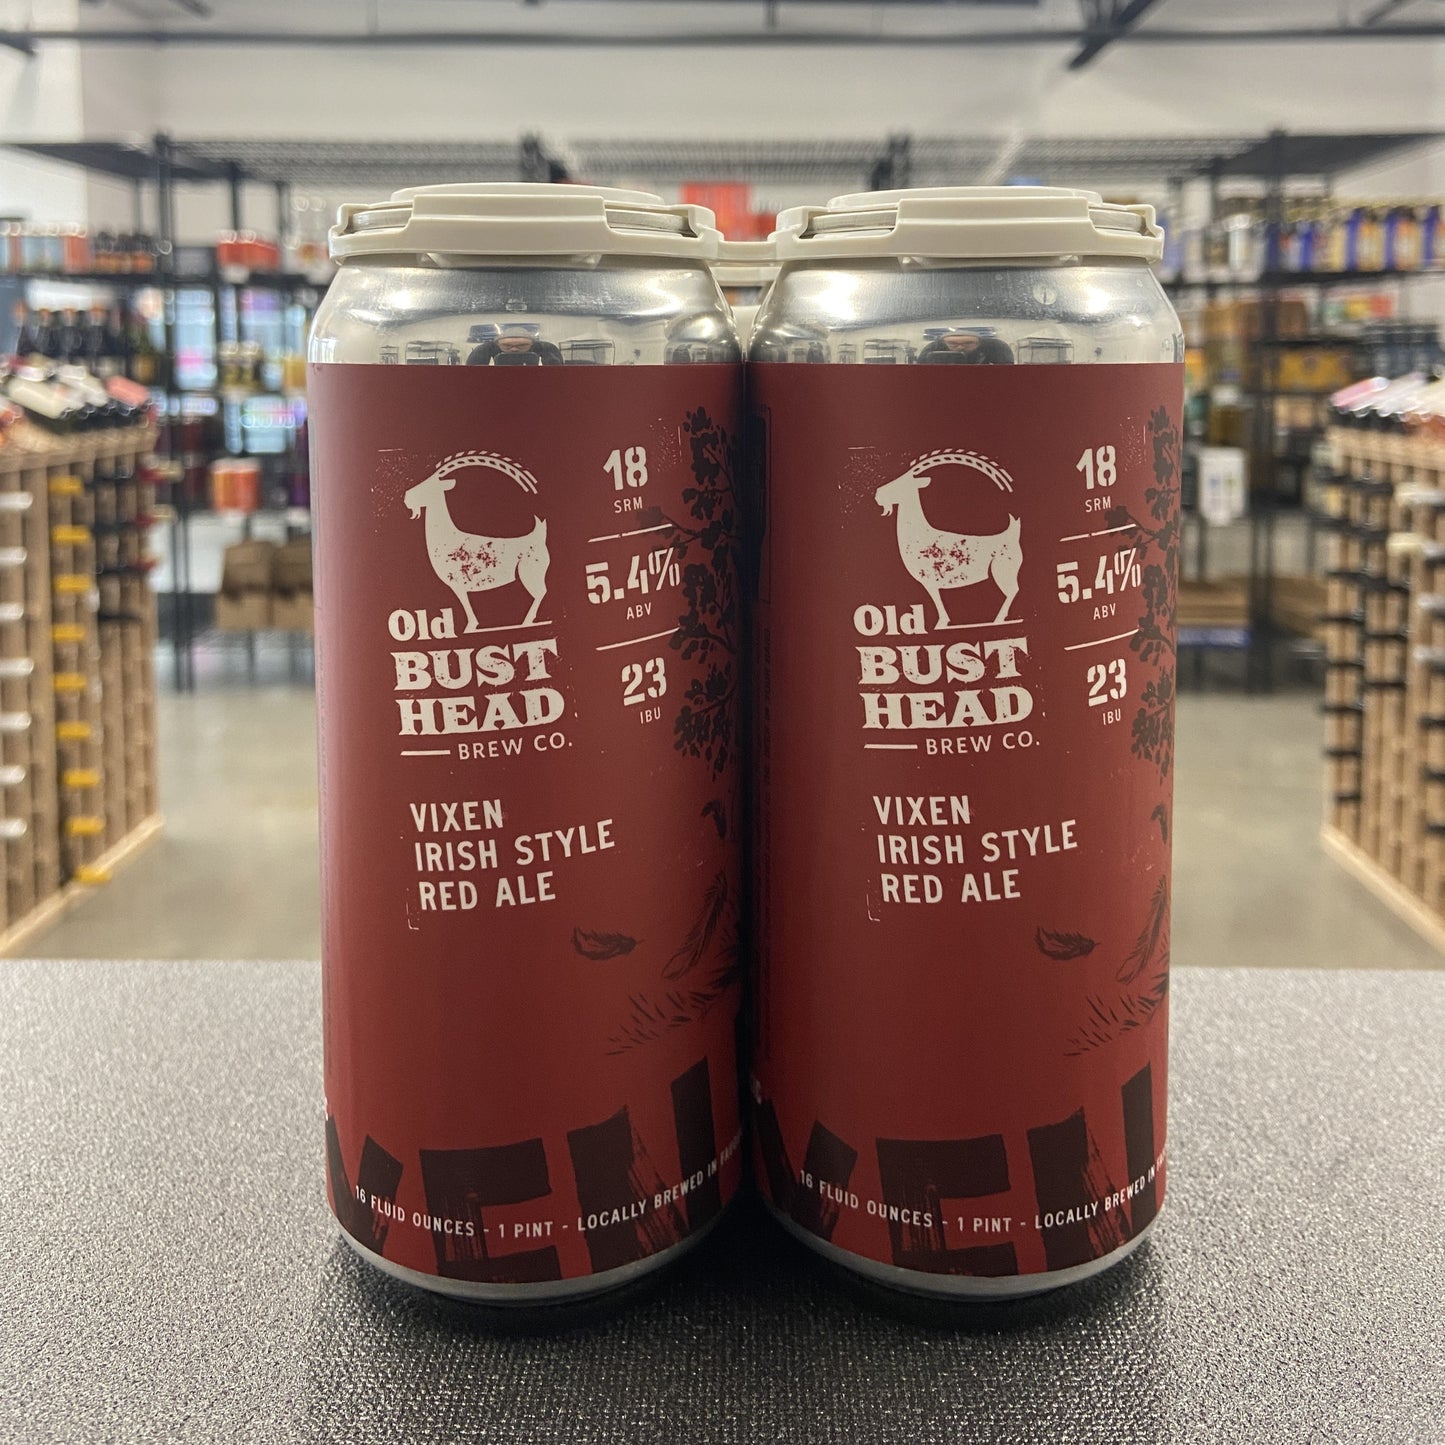 Old
BUST
HEAD
BREW CO.
18
SRM
5.4%
ABV
23
IBU
VIXEN
IRISH STYLE
RED ALE
16 FLUID OUNCES - 1 PINT - LOCALLY BREWED IN
Old
BUST
HEAD
BREW CO.
18
SRM
5.4%
ABV
23
IBU
VIXEN
IRISH STYLE
RED ALE
16 FLUID OUNCES - 1 PINT - LOCALLY BREWED IN